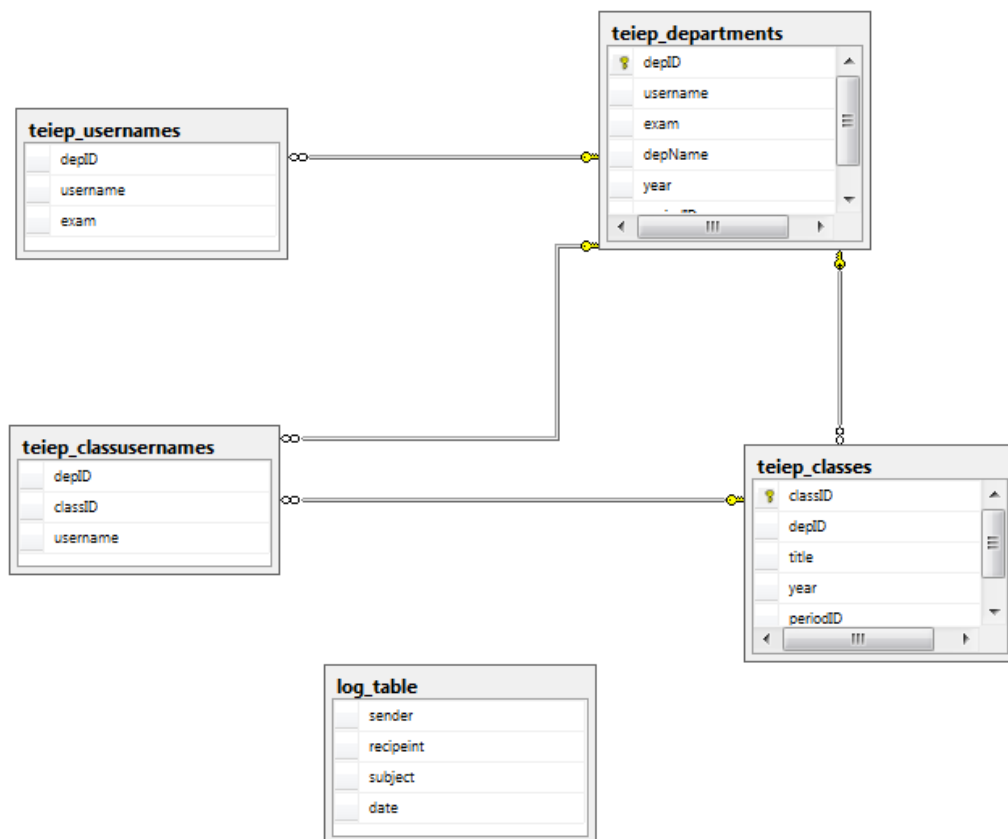 teiep_departments
depID
username
exam
depName
year
teiep_usernames
depID
username
exam
teiep_classusernames
depID
classID
username
teiep_classes
classID
depID
title
year
periodID
log_table
sender
recipeint
subject
date